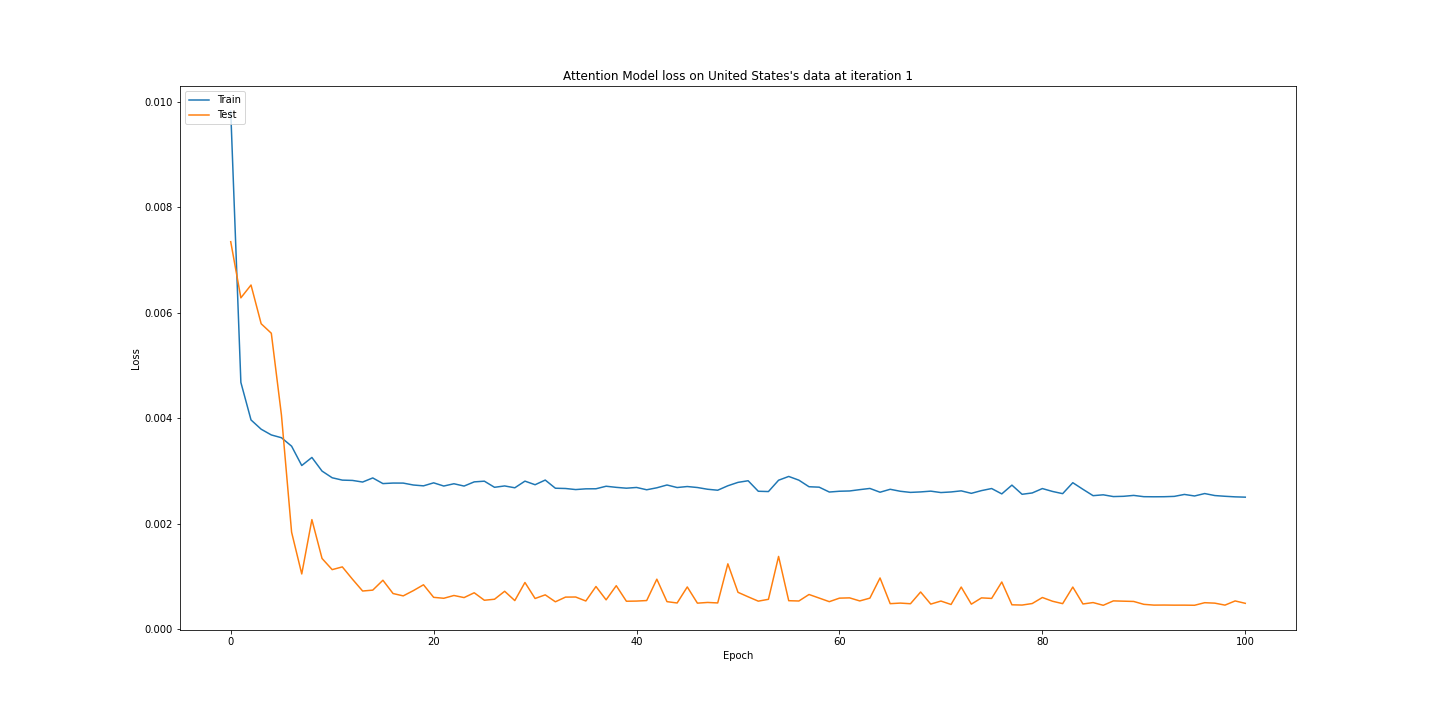 Attention Model loss on United States's data at iteration 1
Train
Test
0.010
0.008
0.006
0.004
0.002
0.000
Loss
0 20 40 60 80 100
Epoch